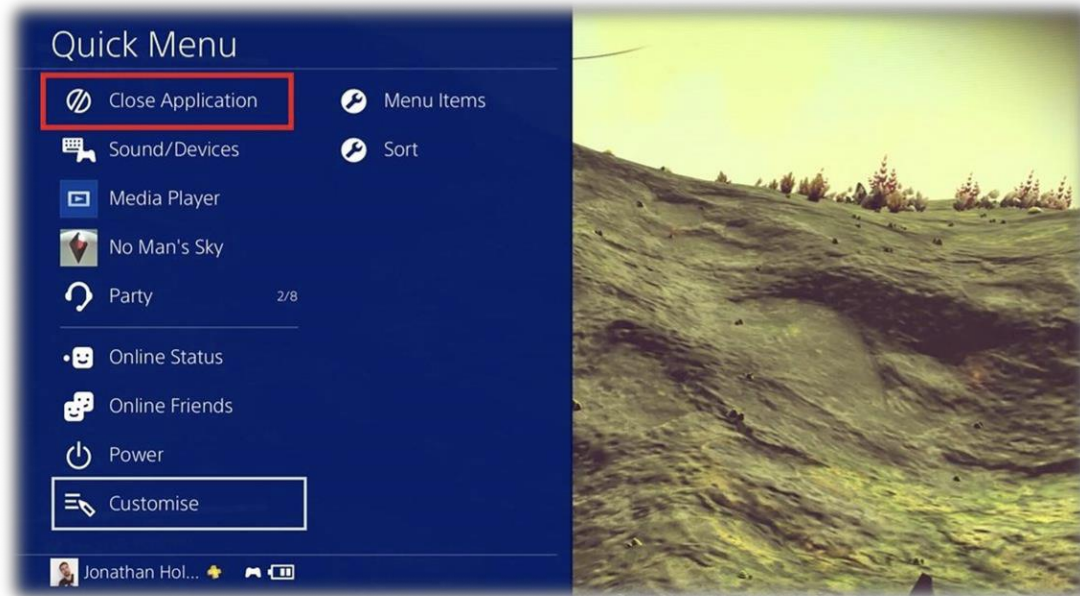 Quick Menu
Close Application
Sound/Devices
Media Player
No Man's Sky
Party 2/8
Online Status
Online Friends
Power
Customise
Menu Items
Sort
Jonathan Hol...